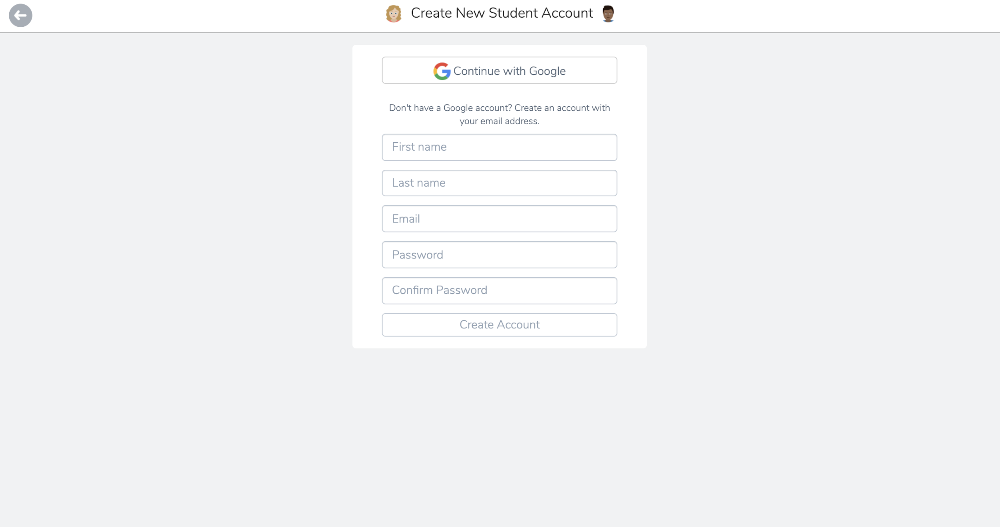 Create New Student Account
Continue with Google
Don't have a Google account? Create an account with
your email address.
First name
Last name
Email
Password
Confirm Password
Create Account